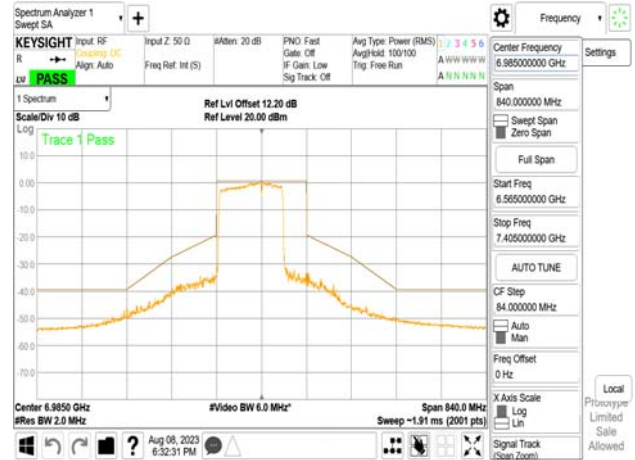 Spectrum Analyzer 1
Swept SA
Frequency
KEYSIGHT
R
LV PASS
Input: RF
Coupling: DC
Align: Auto
Input Z: 50 Ω
Freq Ref: Int (S)
#Atten: 20 dB
PNO: Fast
Gate: Off
IF Gain: Low
Sig Track: Off
Avg Type: Power (RMS)
Avg|Hold: 100/100
Trig: Free Run
1 2 3 4 5 6
A W W W W W
A N N N N N
1 Spectrum
Scale/Div 10 dB
Ref Lvl Offset 12.20 dB
Ref Level 20.00 dBm
Log
Trace 1 Pass
10.0
0.00
-10.0
-20.0
-30.0
-40.0
-50.0
-60.0
-70.0
Center 6.9850 GHz
#Res BW 2.0 MHz
#Video BW 6.0 MHz*
Span 840.0 MHz
Sweep ~1.91 ms (2001 pts)
Aug 08, 2023
6:32:31 PM
Center Frequency
6.985000000 GHz
Settings
Span
840.000000 MHz
Swept Span
Zero Span
Full Span
Start Freq
6.565000000 GHz
Stop Freq
7.405000000 GHz
AUTO TUNE
CF Step
84.000000 MHz
Auto
Man
Freq Offset
0 Hz
X Axis Scale
Log
Lin
Signal Track
(Span Zoom)
Local
Prototype
Limited
Sale
Allowed